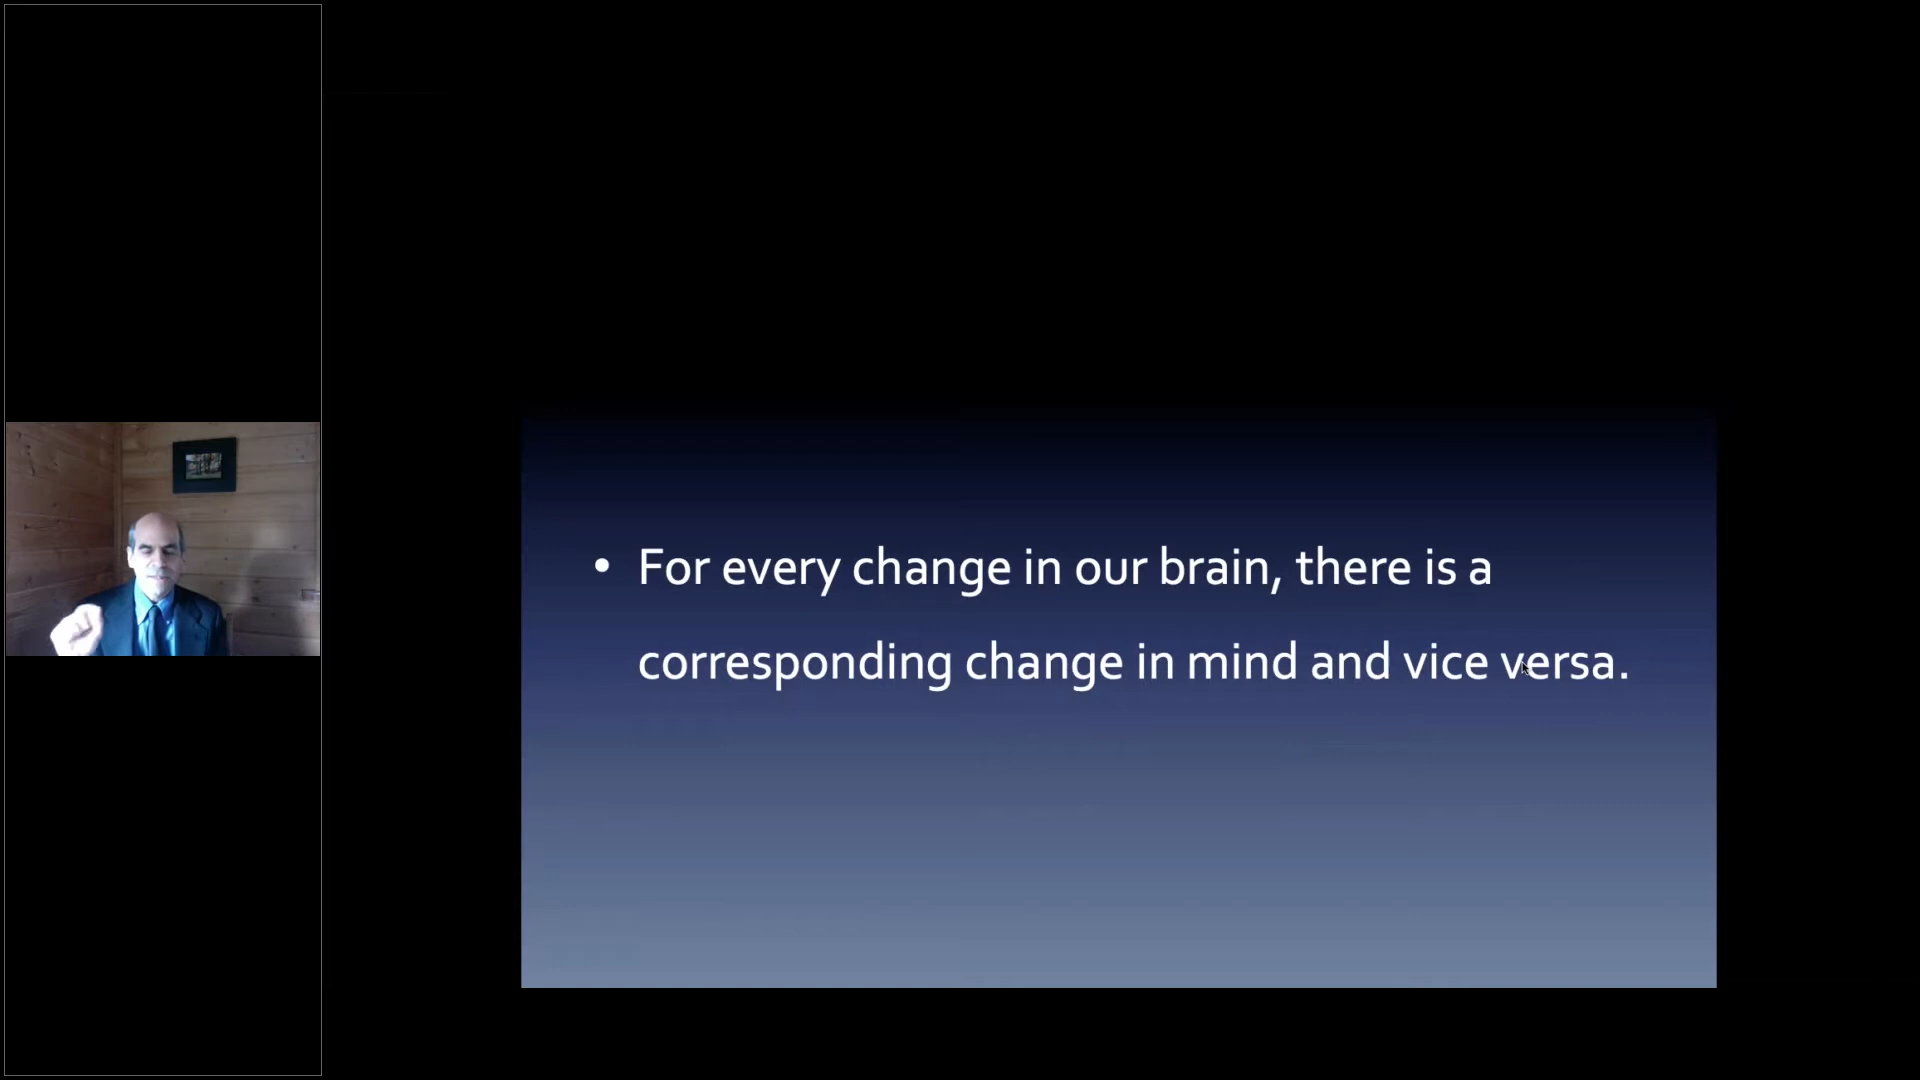 • For every change in our brain, there is a
corresponding change in mind and vice versa.